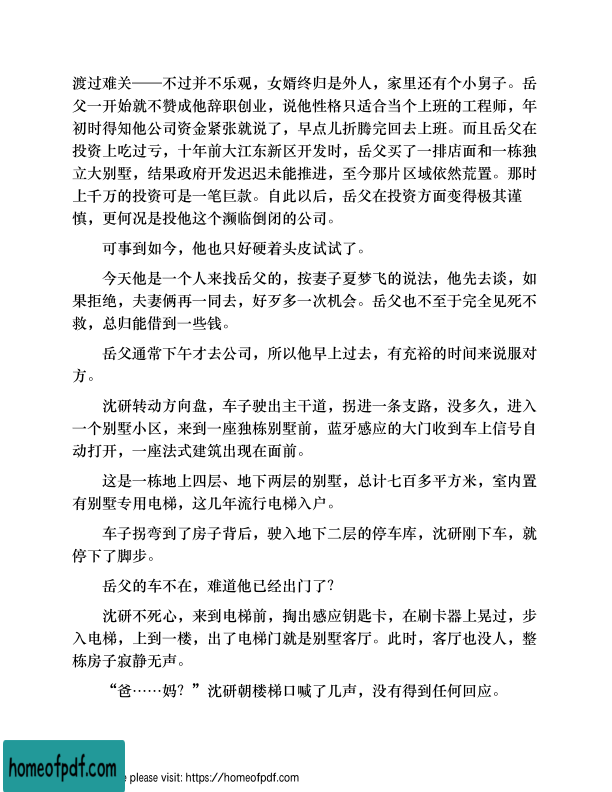 渡过难关——不过并不乐观，女婿终归是外人，家里还有个小舅子。岳
父一开始就不赞成他辞职创业，说他性格只适合当个上班的工程师，年
初时得知他公司资金紧张就说了，早点儿折腾完回去上班。而且岳父在
投资上吃过亏，十年前大江东新区开发时，岳父买了一排店面和一栋独
立大别墅，结果政府开发迟迟未能推进，至今那片区域依然荒置。那时
上千万的投资可是一笔巨款。自此以后，岳父在投资方面变得极其谨
慎，更何况是投他这个濒临倒闭的公司。
可事到如今，他也只好硬着头皮试试了。
今天他是一个人来找岳父的，按妻子夏梦飞的说法，他先去谈，如
果拒绝，夫妻俩再一同去，好歹多一次机会。岳父也不至于完全见死不
救，总归能借到一些钱。
岳父通常下午才去公司，所以他早上过去，有充裕的时间来说服对
方。
沈研转动方向盘，车子驶出主干道，拐进一条支路，没多久，进入
一个别墅小区，来到一座独栋别墅前，蓝牙感应的大门收到车上信号自
动打开，一座法式建筑出现在面前。
这是一栋地上四层、地下两层的别墅，总计七百多平方米，室内置
有别墅专用电梯，这几年流行电梯入户。
车子拐弯到了房子背后，驶入地下二层的停车库，沈研刚下车，就
停下了脚步。
岳父的车不在，难道他已经出门了？
沈研不死心，来到电梯前，掏出感应钥匙卡，在刷卡器上晃过，步
入电梯，上到一楼，出了电梯门就是别墅客厅。此时，客厅也没人，整
栋房子寂静无声。
“爸……妈？”沈研朝楼梯口喊了几声，没有得到任何回应。
homeofpdf.com
e please visit: https://homeofpdf.com